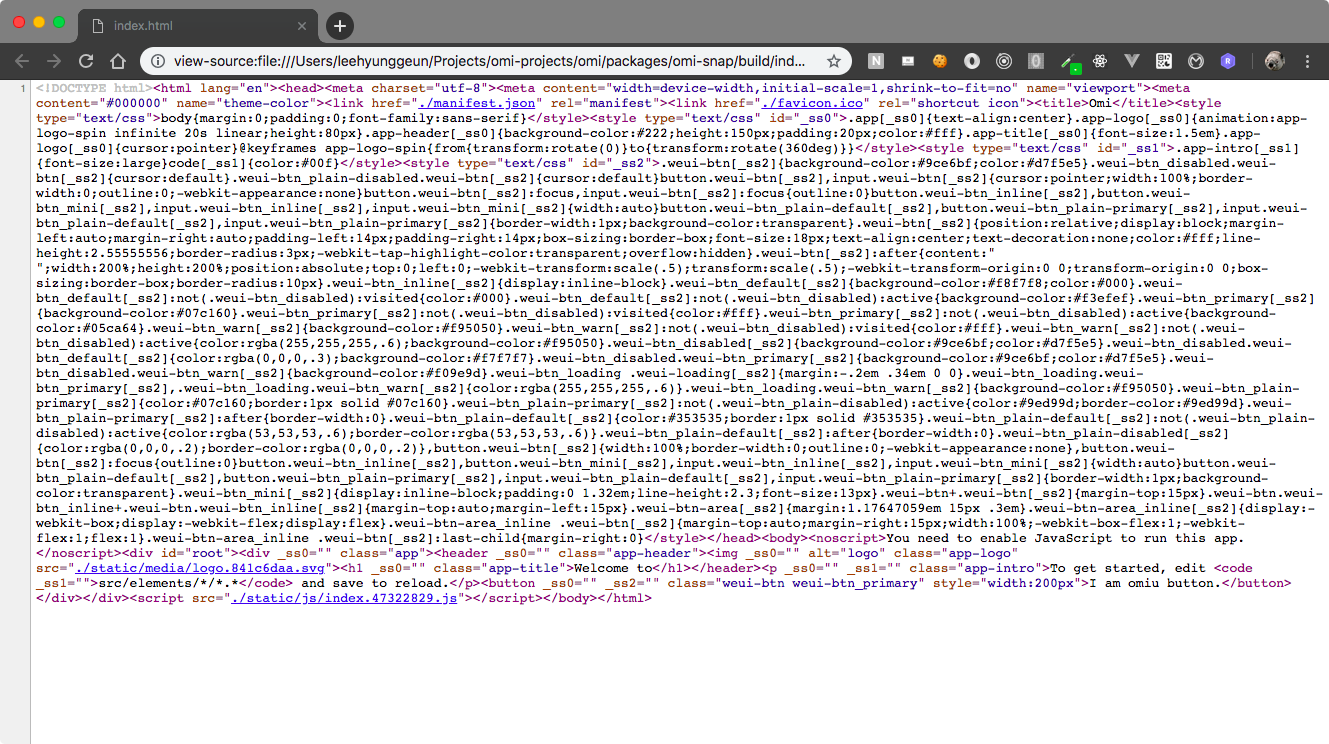 index.html
view-source:file:///Users/leehyunggeun/Projects/omi-projects/omi/packages/omi-snap/build/ind...
1
<!DOCTYPE html><html lang="en"><head><meta charset="utf-8"><meta content="width=device-width,initial-scale=1,shrink-to-fit=no" name="viewport"><meta
content="#000000" name="theme-color"><link href="./manifest.json" rel="manifest"><link href="./favicon.ico" rel="shortcut icon"><title>Omi</title><style
type="text/css">body{margin:0;padding:0;font-family:sans-serif}</style><style type="text/css" id="_ss0">.app[_ss0]{text-align:center}.app-logo[_ss0]{animation:app-
logo-spin infinite 20s linear;height:80px}.app-header[_ss0]{background-color:#222;height:150px;padding:20px;color:#fff}.app-title[_ss0]{font-size:1.5em}.app-
logo[_ss0]{cursor:pointer}@keyframes app-logo-spin{from{transform:rotate(0)}to{transform:rotate(360deg)}}</style><style type="text/css" id="_ss1">.app-intro[_ss1]
{font-size:large}code[_ss1]{color:#00f}</style><style type="text/css" id="_ss2">.weui-btn[_ss2]{background-color:#9ce6bf;color:#d7f5e5}.weui-btn_disabled.weui-
btn[_ss2]{cursor:default}.weui-btn_plain-disabled.weui-btn[_ss2]{cursor:default}button.weui-btn[_ss2],input.weui-btn[_ss2]{cursor:pointer;width:100%;border-
width:0;outline:0;-webkit-appearance:none}button.weui-btn[_ss2]:focus,input.weui-btn[_ss2]:focus{outline:0}button.weui-btn_inline[_ss2],button.weui-
btn_mini[_ss2],input.weui-btn_inline[_ss2],input.weui-btn_mini[_ss2]{width:auto}button.weui-btn_plain-default[_ss2],button.weui-btn_plain-primary[_ss2],input.weui-
btn_plain-default[_ss2],input.weui-btn_plain-primary[_ss2]{border-width:1px;background-color:transparent}.weui-btn[_ss2]{position:relative;display:block;margin-
left:auto;margin-right:auto;padding-left:14px;padding-right:14px;box-sizing:border-box;font-size:18px;text-align:center;text-decoration:none;color:#fff;line-
height:2.55555556;border-radius:3px;-webkit-tap-highlight-color:transparent;overflow:hidden}.weui-btn[_ss2]:after{content:"
";width:200%;height:200%;position:absolute;top:0;left:0;-webkit-transform:scale(.5);transform:scale(.5);-webkit-transform-origin:0 0;transform-origin:0 0;box-
sizing:border-box;border-radius:10px}.weui-btn_inline[_ss2]{display:inline-block}.weui-btn_default[_ss2]{background-color:#f8f7f8;color:#000}.weui-
btn_default[_ss2]:not(.weui-btn_disabled):visited{color:#000}.weui-btn_default[_ss2]:not(.weui-btn_disabled):active{background-color:#f3efef}.weui-btn_primary[_ss2]
{background-color:#07c160}.weui-btn_primary[_ss2]:not(.weui-btn_disabled):visited{color:#fff}.weui-btn_primary[_ss2]:not(.weui-btn_disabled):active{background-
color:#05ca64}.weui-btn_warn[_ss2]{background-color:#f95050}.weui-btn_warn[_ss2]:not(.weui-btn_disabled):visited{color:#fff}.weui-btn_warn[_ss2]:not(.weui-
btn_disabled):active{color:rgba(255,255,255,.6);background-color:#f95050}.weui-btn_disabled[_ss2]{background-color:#9ce6bf;color:#d7f5e5}.weui-btn_disabled.weui-
btn_default[_ss2]{color:rgba(0,0,0,.3);background-color:#f7f7f7}.weui-btn_disabled.weui-btn_primary[_ss2]{background-color:#9ce6bf;color:#d7f5e5}.weui-
btn_disabled.weui-btn_warn[_ss2]{background-color:#f09e9d}.weui-btn_loading .weui-loading[_ss2]{margin:-.2em .34em 0 0}.weui-btn_loading.weui-
btn_primary[_ss2],.weui-btn_loading.weui-btn_warn[_ss2]{color:rgba(255,255,255,.6)}.weui-btn_loading.weui-btn_warn[_ss2]{background-color:#f95050}.weui-btn_plain-
primary[_ss2]{color:#07c160;border:1px solid #07c160}.weui-btn_plain-primary[_ss2]:not(.weui-btn_plain-disabled):active{color:#9ed99d;border-color:#9ed99d}.weui-
btn_plain-primary[_ss2]:after{border-width:0}.weui-btn_plain-default[_ss2]{color:#353535;border:1px solid #353535}.weui-btn_plain-default[_ss2]:not(.weui-btn_plain-
disabled):active{color:rgba(53,53,53,.6);border-color:rgba(53,53,53,.6)}.weui-btn_plain-default[_ss2]:after{border-width:0}.weui-btn_plain-disabled[_ss2]
{color:rgba(0,0,0,.2);border-color:rgba(0,0,0,.2)},button.weui-btn[_ss2]{width:100%;border-width:0;outline:0;-webkit-appearance:none},button.weui-
btn[_ss2]:focus{outline:0}button.weui-btn_inline[_ss2],button.weui-btn_mini[_ss2],input.weui-btn_inline[_ss2],input.weui-btn_mini[_ss2]{width:auto}button.weui-
btn_plain-default[_ss2],button.weui-btn_plain-primary[_ss2],input.weui-btn_plain-default[_ss2],input.weui-btn_plain-primary[_ss2]{border-width:1px;background-
color:transparent}.weui-btn_mini[_ss2]{display:inline-block;padding:0 1.32em;line-height:2.3;font-size:13px}.weui-btn+.weui-btn[_ss2]{margin-top:15px}.weui-btn.weui-
btn_inline+.weui-btn.weui-btn_inline[_ss2]{margin-top:auto;margin-left:15px}.weui-btn-area[_ss2]{margin:1.17647059em 15px .3em}.weui-btn-area_inline[_ss2]{display:-
webkit-box;display:-webkit-flex;display:flex}.weui-btn-area_inline .weui-btn[_ss2]{margin-top:auto;margin-right:15px;width:100%;-webkit-box-flex:1;-webkit-
flex:1;flex:1}.weui-btn-area_inline .weui-btn[_ss2]:last-child{margin-right:0}</style></head><body><noscript>You need to enable JavaScript to run this app.
</noscript><div id="root"><div _ss0="" class="app"><header _ss0="" class="app-header"><img _ss0="" alt="logo" class="app-logo"
src="./static/media/logo.841c6daa.svg"><h1 _ss0="" class="app-title">Welcome to</h1></header><p _ss0="" _ss1="" class="app-intro">To get started, edit <code
_ss1="">src/elements/*/*.*</code> and save to reload.</p><button _ss0="" _ss2="" class="weui-btn weui-btn_primary" style="width:200px">I am omiu button.</button>
</div></div><script src="./static/js/index.47322829.js"></script></body></html>